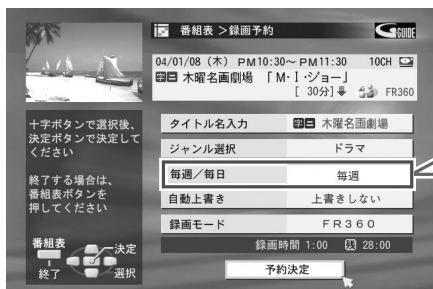 番組表 >録画予約
GGUIDE
04/01/08 (木) PM10:30~PM11:30 10CH
字二 木曜名画劇場 「M・I・ジョー」
[ 30分] FR360
十字ボタンで選択後、
決定ボタンで決定して
ください
終了する場合は、
番組表ボタンを
押してください
タイトル名入力 字二 木曜名画劇場
ジャンル選択 ドラマ
毎週/毎日 毎週
自動上書き 上書きしない
録画モード FR360
録画時間 1:00 残 28:00
番組表
決定
終了 選択
予約決定